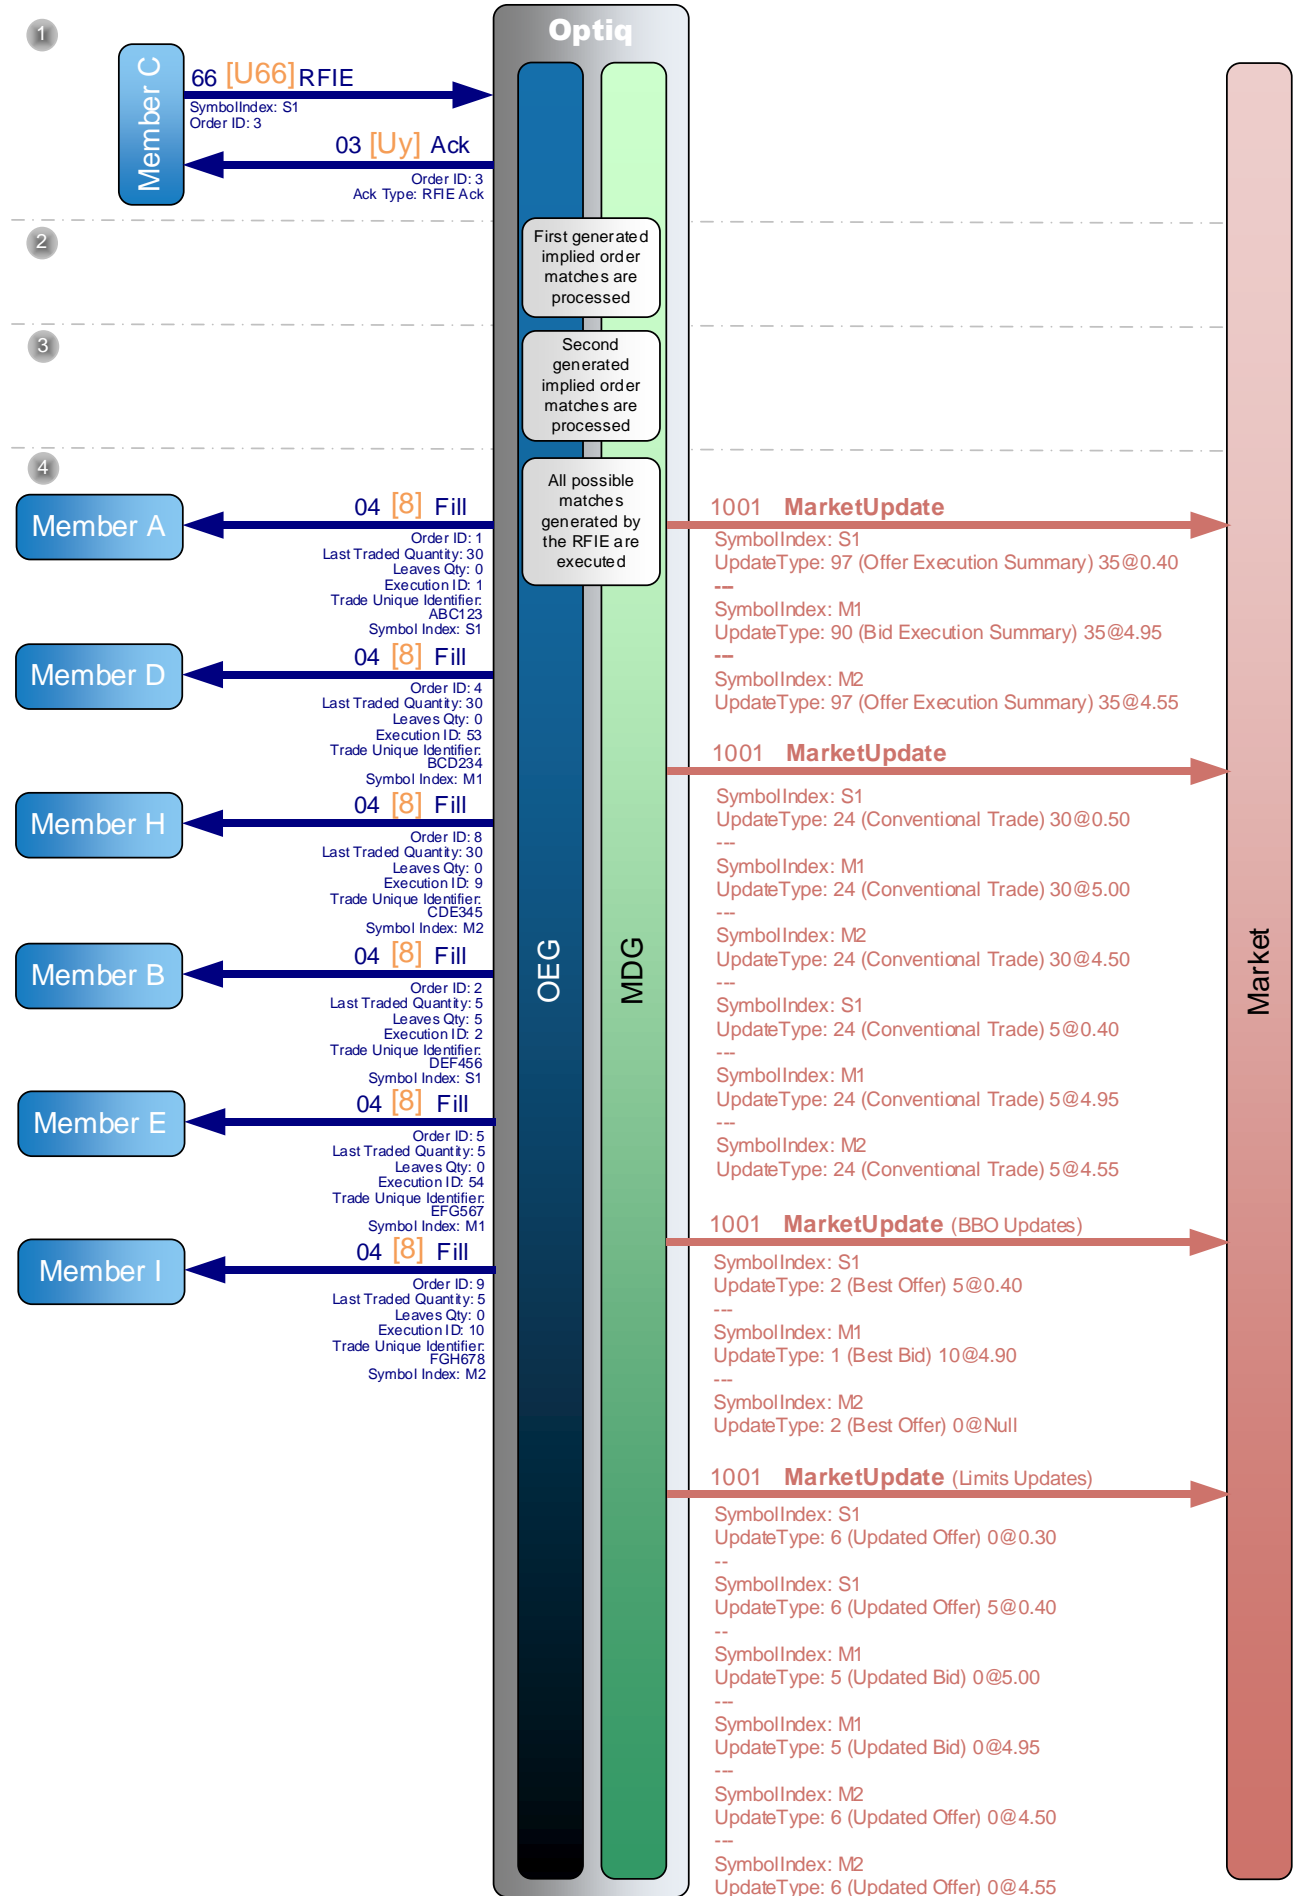 Optiq
1
Member C
66 [U66] RFIE
SymbolIndex: S1
Order ID: 3
03 [Uy] Ack
Order ID: 3
Ack Type: RFIE Ack
2
First generated
implied order
matches are
processed
3
Second
generated
implied order
matches are
processed
4
All possible
matches
generated by
the RFIE are
executed
OEG
MDG
Market
Member A
04 [8] Fill
Order ID: 1
Last Traded Quantity: 30
Leaves Qty: 0
Execution ID: 1
Trade Unique Identifier:
ABC123
Symbol Index: S1
Member D
04 [8] Fill
Order ID: 4
Last Traded Quantity: 30
Leaves Qty: 0
Execution ID: 53
Trade Unique Identifier:
BCD234
Symbol Index: M1
Member H
04 [8] Fill
Order ID: 8
Last Traded Quantity: 30
Leaves Qty: 0
Execution ID: 9
Trade Unique Identifier:
CDE345
Symbol Index: M2
Member B
04 [8] Fill
Order ID: 2
Last Traded Quantity: 5
Leaves Qty: 5
Execution ID: 2
Trade Unique Identifier:
DEF456
Symbol Index: S1
Member E
04 [8] Fill
Order ID: 5
Last Traded Quantity: 5
Leaves Qty: 0
Execution ID: 54
Trade Unique Identifier:
EFG567
Symbol Index: M1
Member I
04 [8] Fill
Order ID: 9
Last Traded Quantity: 5
Leaves Qty: 0
Execution ID: 10
Trade Unique Identifier:
FGH678
Symbol Index: M2
1001 MarketUpdate
SymbolIndex: S1
UpdateType: 97 (Offer Execution Summary) 35@0.40
---
SymbolIndex: M1
UpdateType: 90 (Bid Execution Summary) 35@4.95
---
SymbolIndex: M2
UpdateType: 97 (Offer Execution Summary) 35@4.55
1001 MarketUpdate
SymbolIndex: S1
UpdateType: 24 (Conventional Trade) 30@0.50
---
SymbolIndex: M1
UpdateType: 24 (Conventional Trade) 30@5.00
---
SymbolIndex: M2
UpdateType: 24 (Conventional Trade) 30@4.50
---
SymbolIndex: S1
UpdateType: 24 (Conventional Trade) 5@0.40
---
SymbolIndex: M1
UpdateType: 24 (Conventional Trade) 5@4.95
---
SymbolIndex: M2
UpdateType: 24 (Conventional Trade) 5@4.55
1001 MarketUpdate (BBO Updates)
SymbolIndex: S1
UpdateType: 2 (Best Offer) 5@0.40
---
SymbolIndex: M1
UpdateType: 1 (Best Bid) 10@4.90
---
SymbolIndex: M2
UpdateType: 2 (Best Offer) 0@Null
1001 MarketUpdate (Limits Updates)
SymbolIndex: S1
UpdateType: 6 (Updated Offer) 0@0.30
--
SymbolIndex: S1
UpdateType: 6 (Updated Offer) 5@0.40
--
SymbolIndex: M1
UpdateType: 5 (Updated Bid) 0@5.00
---
SymbolIndex: M1
UpdateType: 5 (Updated Bid) 0@4.95
---
SymbolIndex: M2
UpdateType: 6 (Updated Offer) 0@4.50
---
SymbolIndex: M2
UpdateType: 6 (Updated Offer) 0@4.55